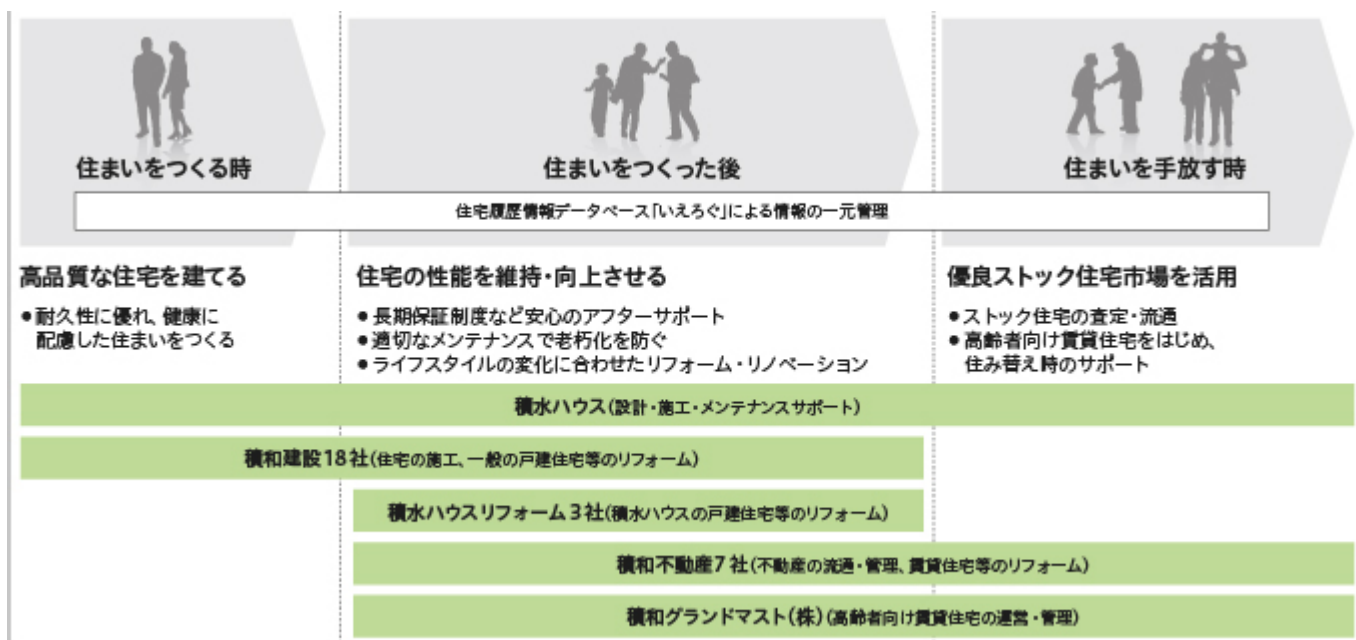 住まいをつくる時
住まいをつくった後
住まいを手放す時
住宅履歴情報データベース「いえろぐ」による情報の一元管理
高品質な住宅を建てる
●耐久性に優れ、健康に
配慮した住まいをつくる
住宅の性能を維持・向上させる
●長期保証制度など安心のアフターサポート
●適切なメンテナンスで老朽化を防ぐ
●ライフスタイルの変化に合わせたリフォーム・リノベーション
優良ストック住宅市場を活用
●ストック住宅の査定・流通
●高齢者向け賃貸住宅をはじめ、
住み替え時のサポート
積水ハウス(設計・施工・メンテナンスサポート)
積和建設18社(住宅の施工、一般の戸建住宅等のリフォーム)
積水ハウスリフォーム3社(積水ハウスの戸建住宅等のリフォーム)
積和不動産7社(不動産の流通・管理、賃貸住宅等のリフォーム)
積和グランドマスト(株)(高齢者向け賃貸住宅の運営・管理)